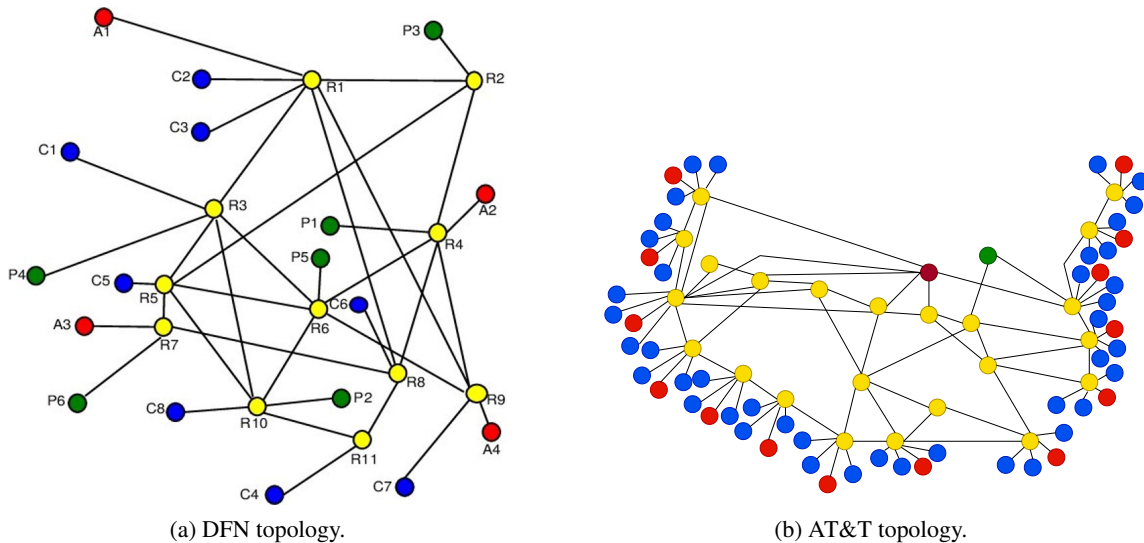 A1
P3
C2
R1
R2
C3
C1
R3
A2
P1
R4
P5
P4
C5
R5
C6
R6
A3
R7
R8
P6
C8
P2
R9
R10
A4
R11
C7
C4
(a) DFN topology.
(b) AT&T topology.